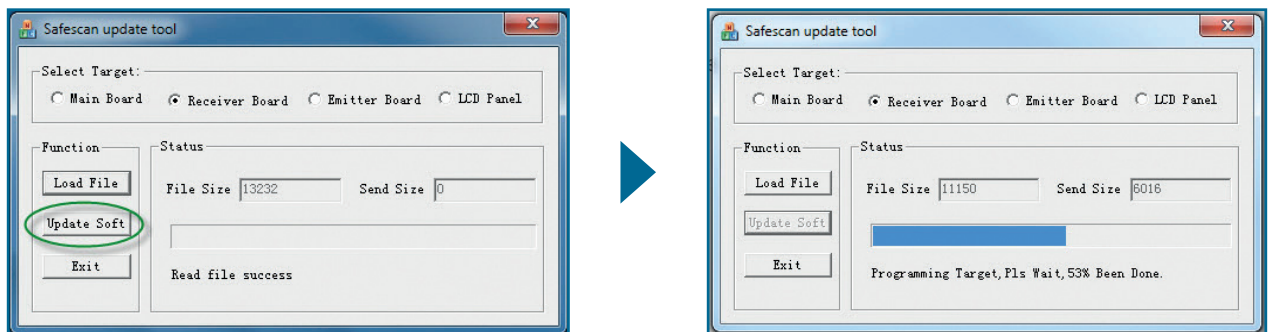 Safescan update tool
Select Target:
Main Board Receiver Board Emitter Board LCD Panel
Function
Status
Load File
File Size 13232 Send Size 0
Update Soft
Exit
Read file success
Safescan update tool
Select Target:
Main Board Receiver Board Emitter Board LCD Panel
Function
Status
Load File
File Size 11150 Send Size 6016
Update Soft
Exit
Programming Target,Pls Wait,53% Been Done.